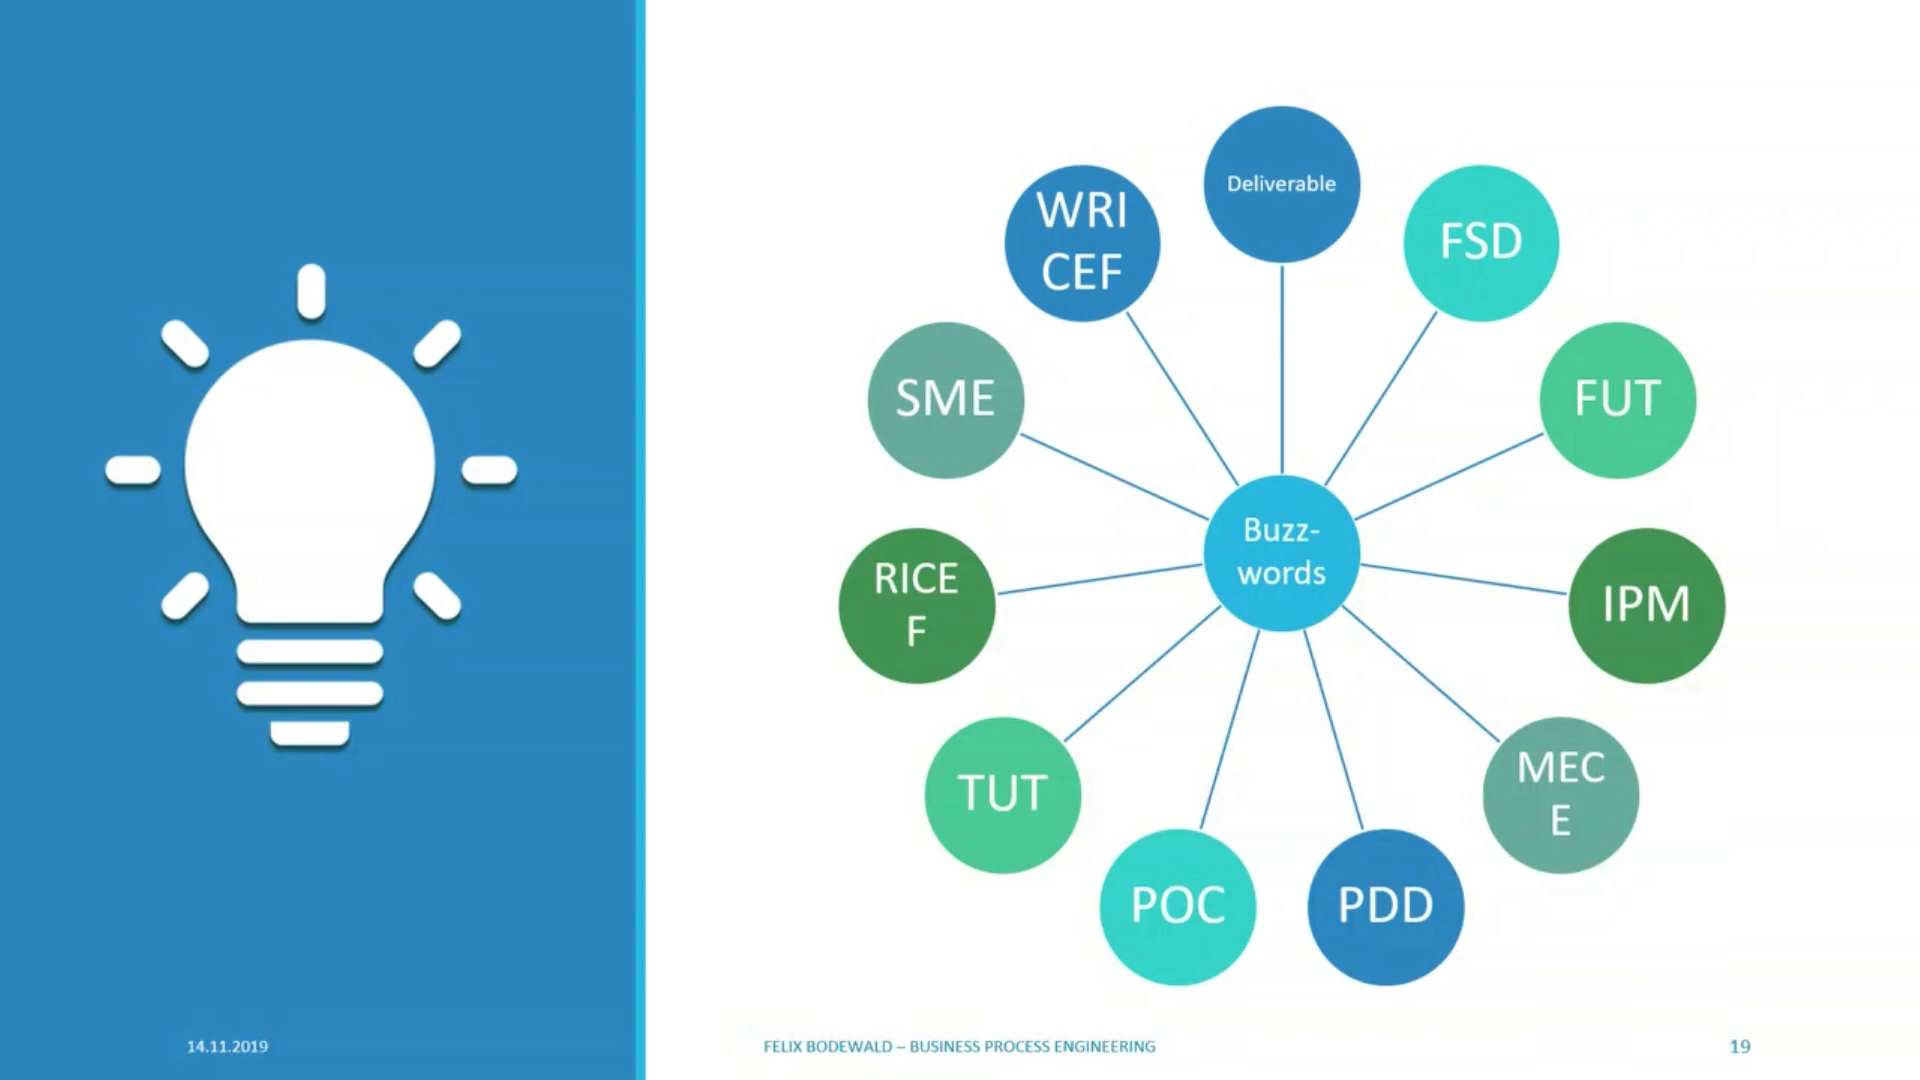 Deliverable
FSD
FUT
IPM
MEC
E
PDD
POC
TUT
RICE
F
SME
WRI
CEF
Buzz-
words
14.11.2019
FELIX BODEWALD – BUSINESS PROCESS ENGINEERING
19